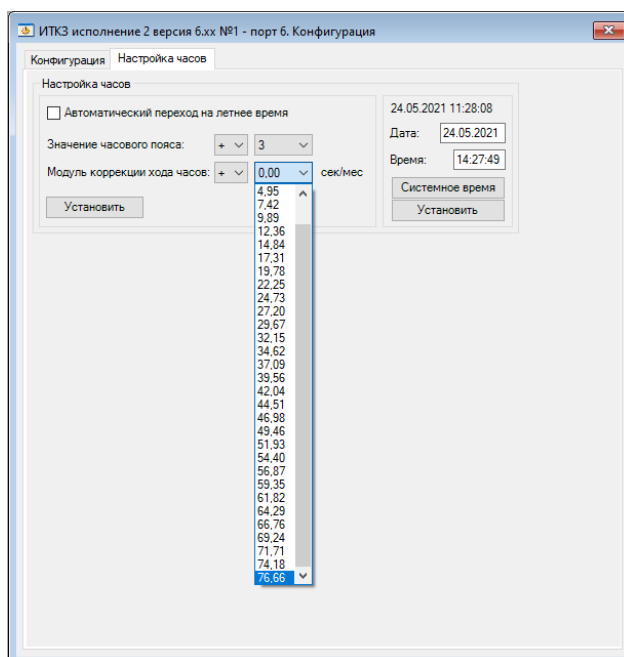 ИТКЗ исполнение 2 версия 6.xx №1 - порт 6. Конфигурация
Конфигурация Настройка часов
Настройка часов
Автоматический переход на летнее время
Значение часового пояса: + 3
Модуль коррекции хода часов: + 0,00 сек/мес
Установить
4,95
7,42
9,89
12,36
14,84
17,31
19,78
22,25
24,73
27,20
29,67
32,15
34,62
37,09
39,56
42,04
44,51
46,98
49,46
51,93
54,40
56,87
59,35
61,82
64,29
66,76
69,24
71,71
74,18
76,66
24.05.2021 11:28:08
Дата: 24.05.2021
Время: 14:27:49
Системное время
Установить